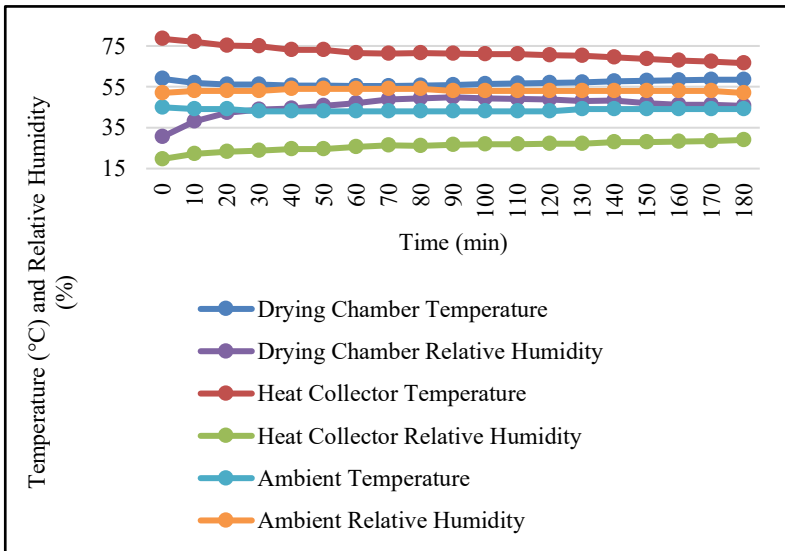 75
55
35
15
0 10 20 30 40 50 60 70 80 90 100 110 120 130 140 150 160 170 180
Time (min)
Temperature (℃) and Relative Humidity
(%)
Drying Chamber Temperature
Drying Chamber Relative Humidity
Heat Collector Temperature
Heat Collector Relative Humidity
Ambient Temperature
Ambient Relative Humidity